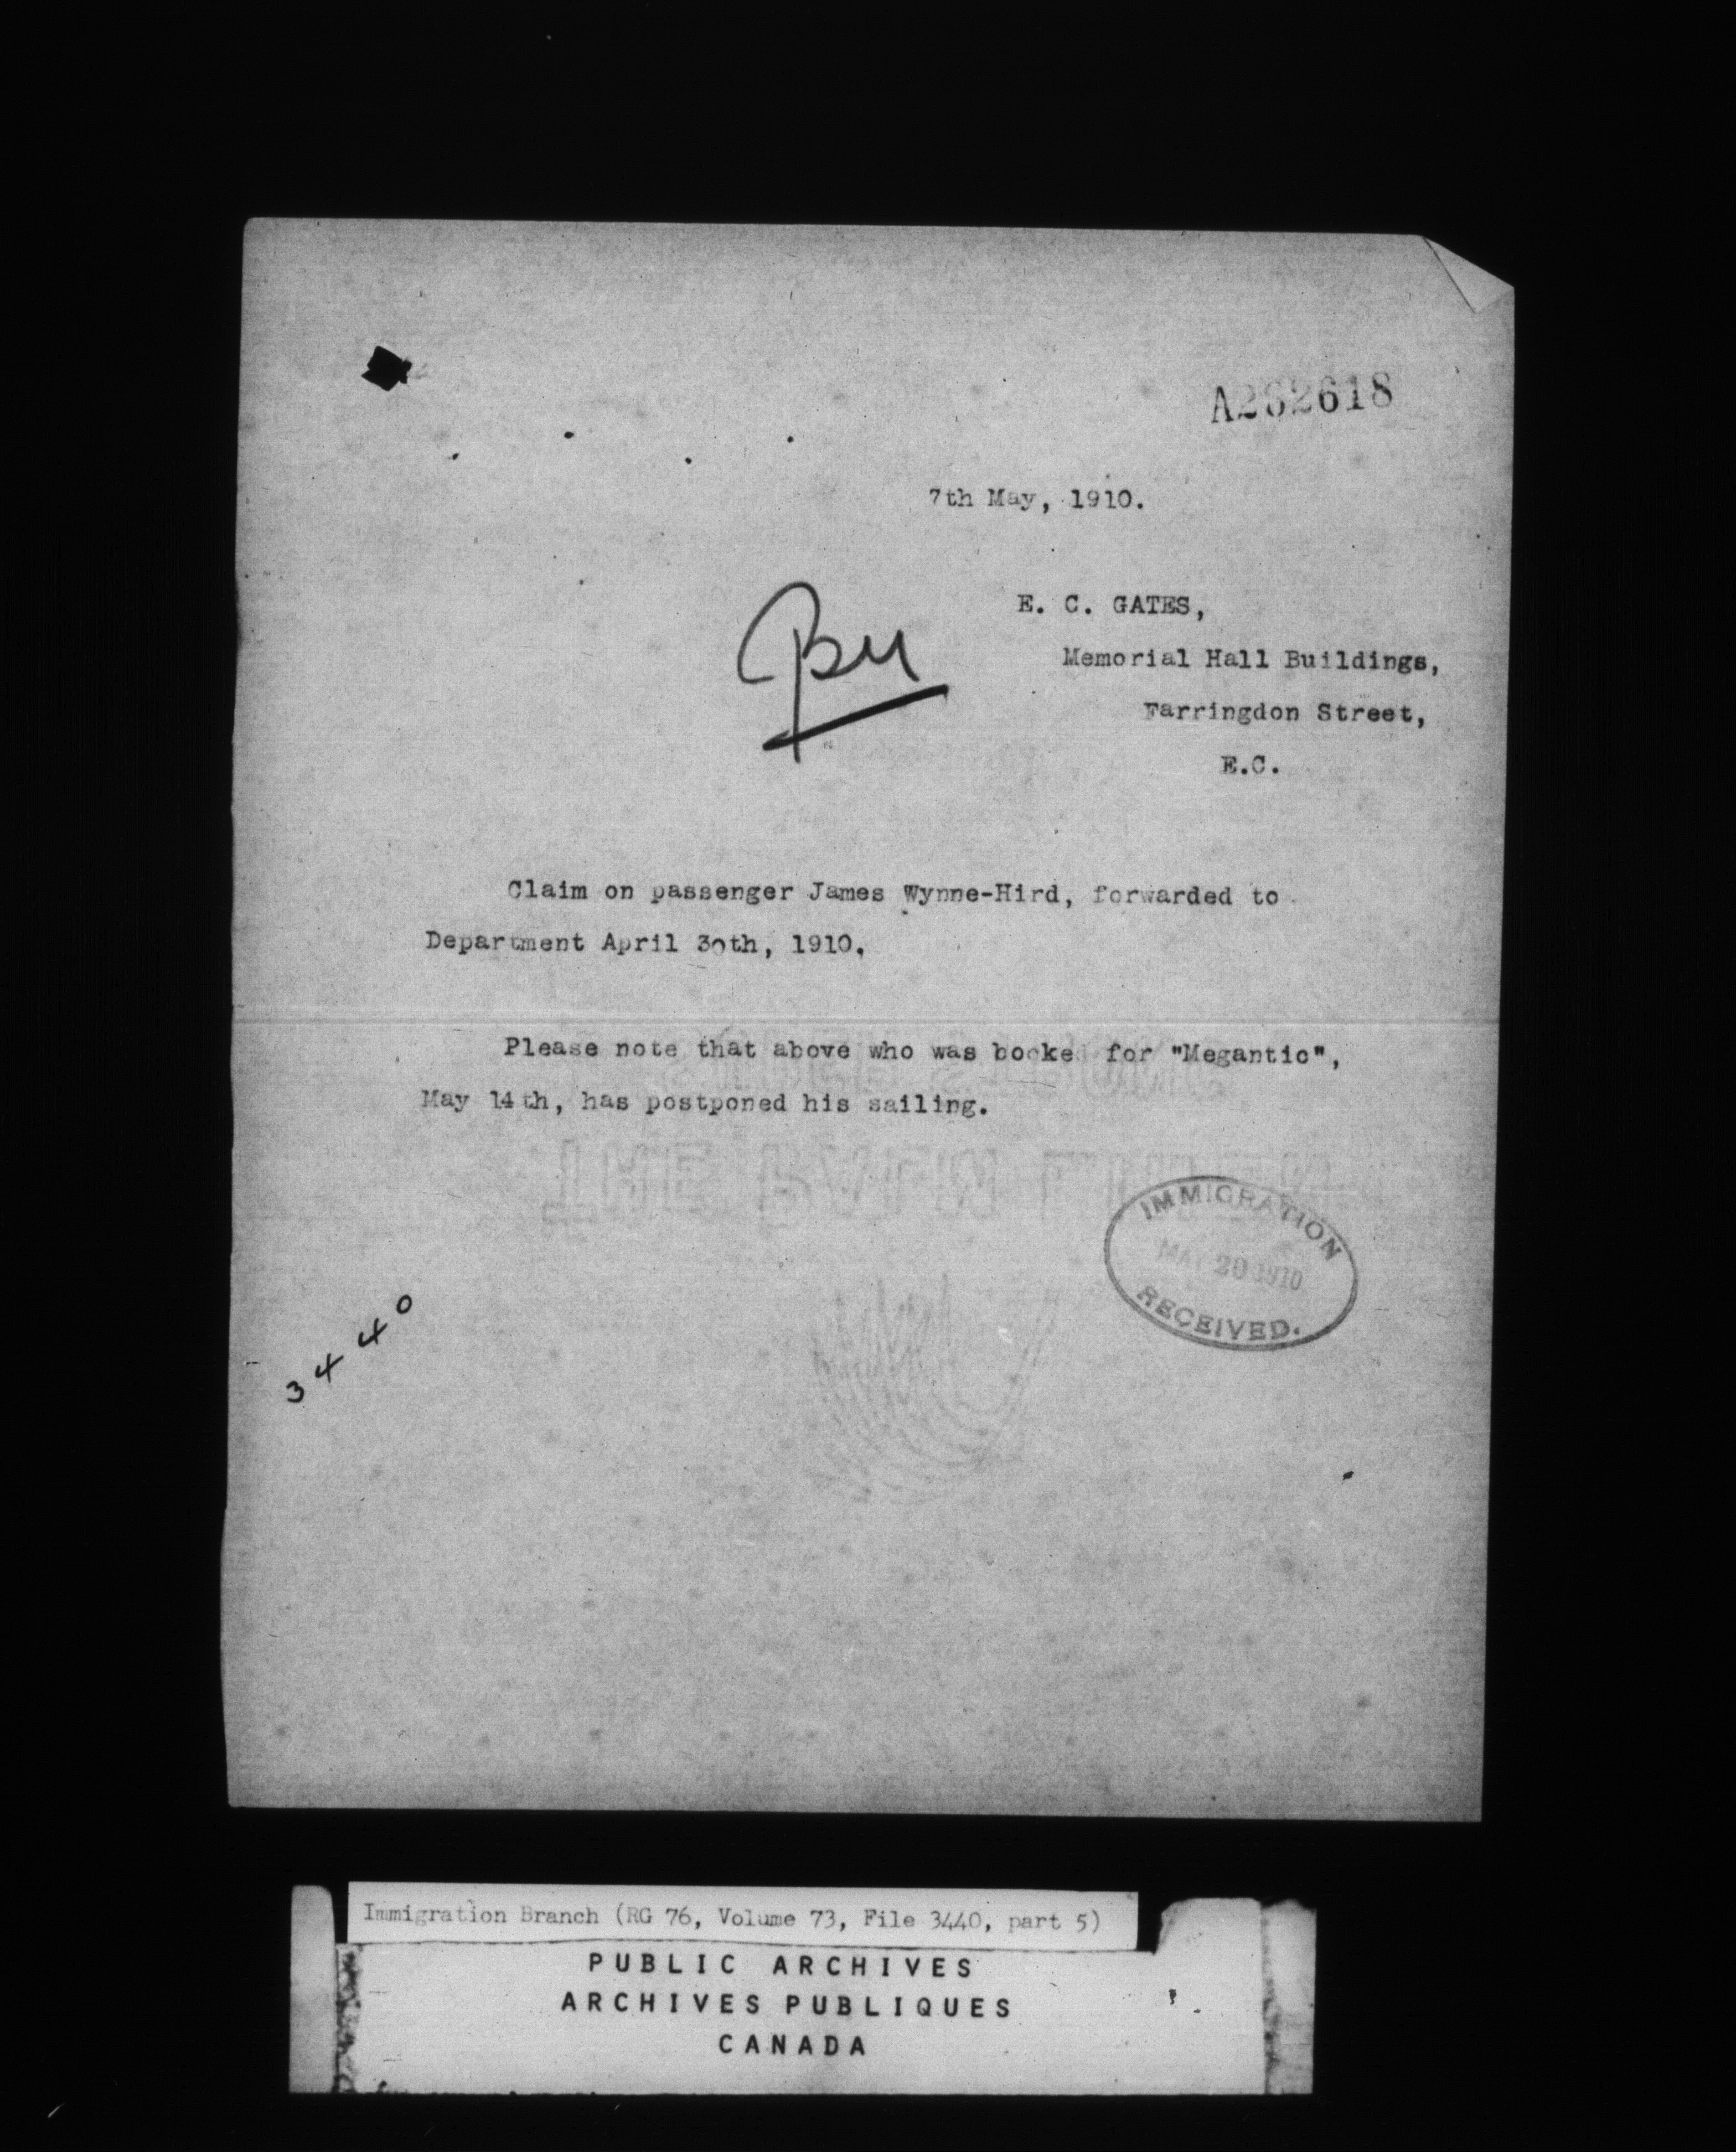 A262618
7th May, 1910.
E. C. GATES,
Memorial Hall Buildings,
Farringdon Street,
E.C.
Claim on passenger James Wynne-Hird, forwarded to
Department April 30th, 1910.
Please note that above who was booked for "Megantic",
May 14th, has postponed his sailing.
IMMIGRATION
MAY 20 1910
RECEIVED.
3440
Immigration Branch (RG 76, Volume 73, File 3440, part 5)
PUBLIC ARCHIVES
ARCHIVES PUBLIQUES
CANADA